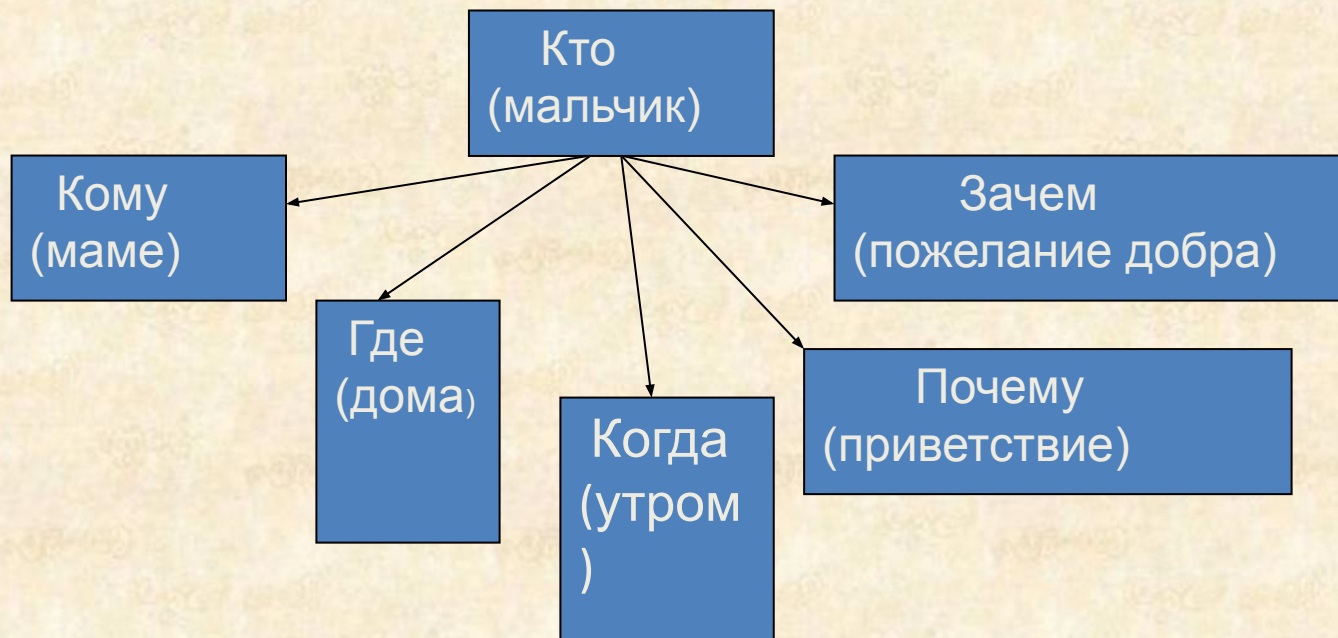 Кто
(мальчик)
Кому
(маме)
Зачем
(пожелание добра)
Где
(дома)
Почему
(приветствие)
Когда
(утром
)